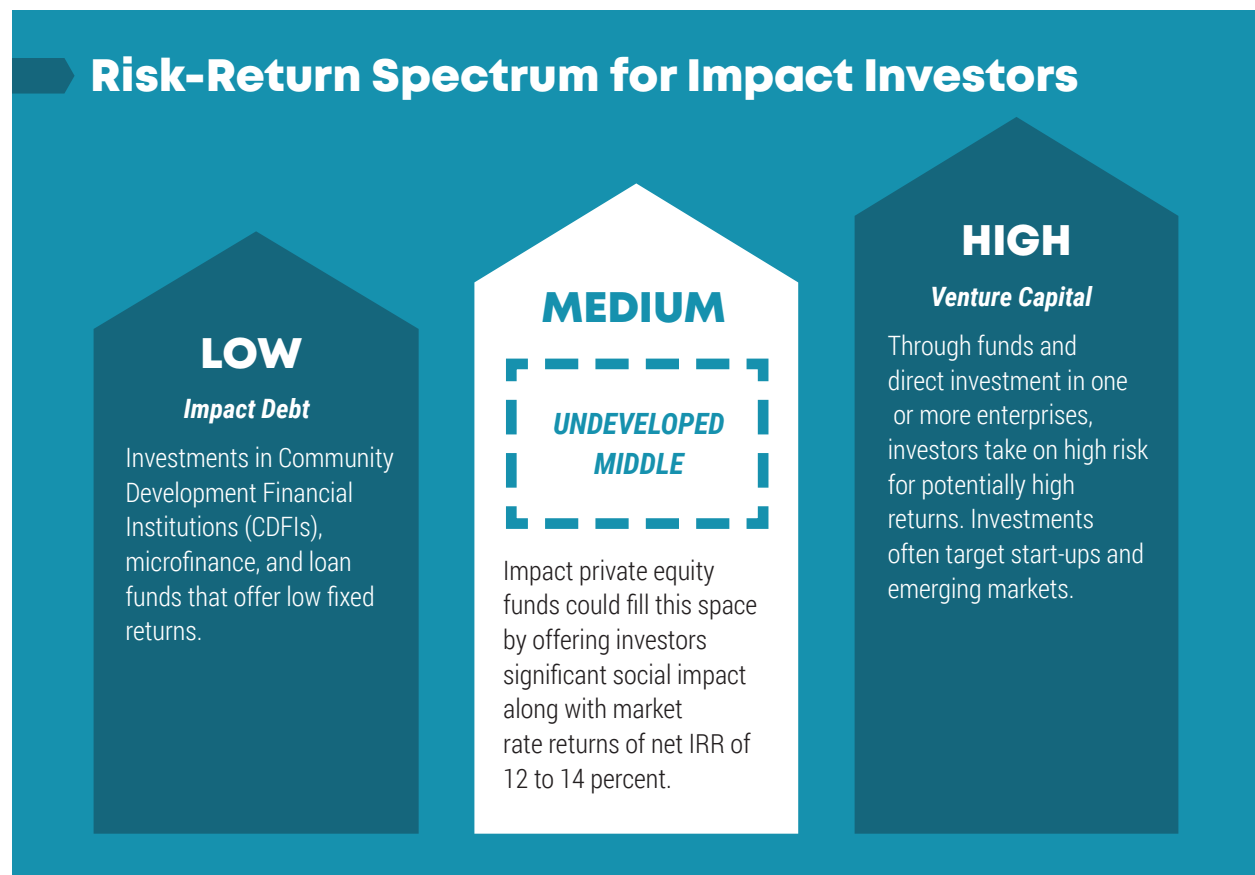 Risk-Return Spectrum for Impact Investors
LOW
Impact Debt
Investments in Community
Development Financial
Institutions (CDFIs),
microfinance, and loan
funds that offer low fixed
returns.
MEDIUM
UNDEVELOPED
MIDDLE
Impact private equity
funds could fill this space
by offering investors
significant social impact
along with market
rate returns of net IRR of
12 to 14 percent.
HIGH
Venture Capital
Through funds and
direct investment in one
or more enterprises,
investors take on high risk
for potentially high
returns. Investments
often target start-ups and
emerging markets.